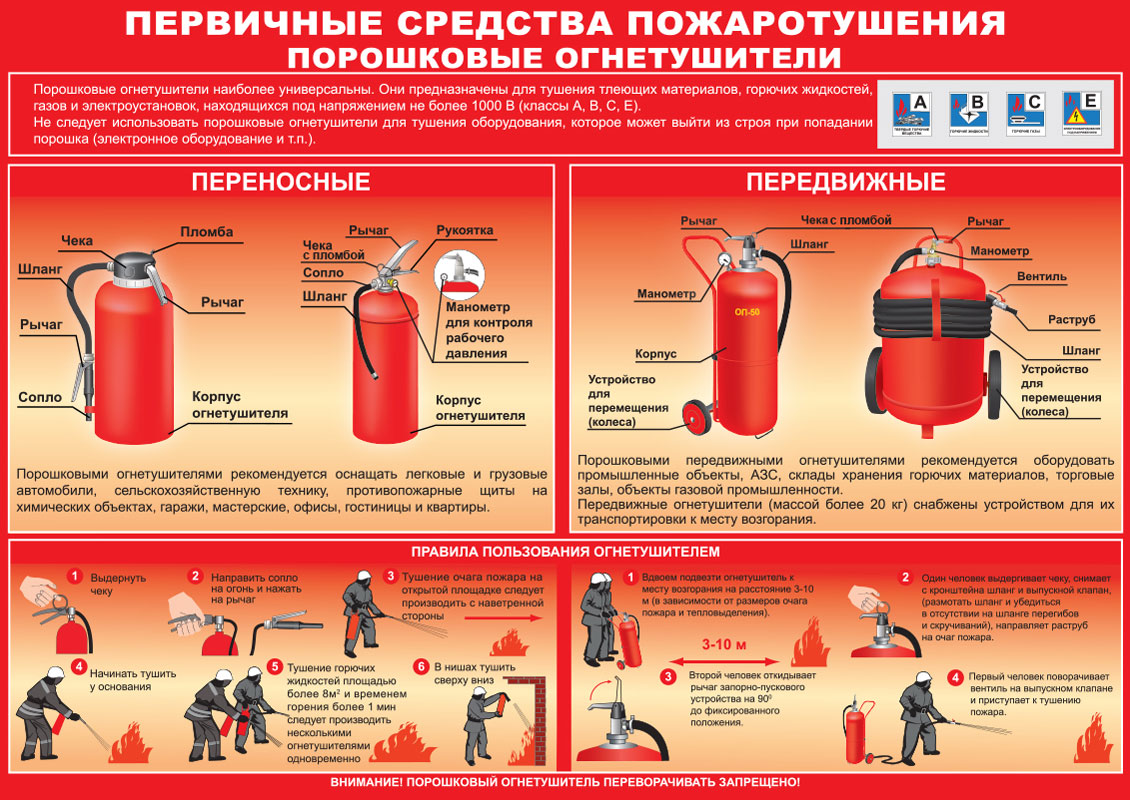 ПЕРВИЧНЫЕ СРЕДСТВА ПОЖАРОТУШЕНИЯ
ПОРОШКОВЫЕ ОГНЕТУШИТЕЛИ
Порошковые огнетушители наиболее универсальны. Они предназначены для тушения тлеющих материалов, горючих жидкостей,
газов и электроустановок, находящихся под напряжением не более 1000 В (классы А, В, С, Е).
Не следует использовать порошковые огнетушители для тушения оборудования, которое может выйти из строя при попадании
порошка (электронное оборудование и т.п.).
A
ТВЕРДЫЕ ГОРЮЧИЕ
ВЕЩЕСТВА
B
ГОРЮЧИЕ ЖИДКОСТИ
C
ГОРЮЧИЕ ГАЗЫ
E
ПЕРЕНОСНЫЕ
Чека
Пломба
Шланг
Рычаг
Рычаг
Сопло
Корпус
огнетушителя
Рычаг
Рукоятка
Чека
с пломбой
Сопло
Шланг
Манометр
для контроля
рабочего
давления
Корпус
огнетушителя
Порошковыми огнетушителями рекомендуется оснащать легковые и грузовые
автомобили, сельскохозяйственную технику, противопожарные щиты на
химических объектах, гаражи, мастерские, офисы, гостиницы и квартиры.
ПЕРЕДВИЖНЫЕ
Рычаг
Чека с пломбой
Рычаг
Шланг
Манометр
Манометр
Вентиль
ОП-50
Раструб
Корпус
Шланг
Устройство
для
перемещения
(колеса)
Устройство
для
перемещения
(колеса)
Порошковыми передвижными огнетушителями рекомендуется оборудовать
промышленные объекты, АЗС, склады хранения горючих материалов, торговые
залы, объекты газовой промышленности.
Передвижные огнетушители (массой более 20 кг) снабжены устройством для их
транспортировки к месту возгорания.
ПРАВИЛА ПОЛЬЗОВАНИЯ ОГНЕТУШИТЕЛЕМ
1 Выдернуть
чеку
2 Направить сопло
на огонь и нажать
на рычаг
3 Тушение очага пожара на
открытой площадке следует
производить с наветренной
стороны
4 Начинать тушить
у основания
5 Тушение горючих
жидкостей площадью
более 8м² и временем
горения более 1 мин
следует производить
несколькими
огнетушителями
одновременно
6 В нишах тушить
сверху вниз
1 Вдвоем подвезти огнетушитель к
месту возгорания на расстояние 3-10
м (в зависимости от размеров очага
пожара и тепловыделения).
3-10 м
2 Один человек выдергивает чеку, снимает
с кронштейна шланг и выпускной клапан,
(размотать шланг и убедиться
в отсутствии на шланге перегибов
и скручиваний), направляет раструб
на очаг пожара.
3 Второй человек откидывает
рычаг запорно-пускового
устройства на 90⁰
до фиксированного
положения.
4 Первый человек поворачивает
вентиль на выпускном клапане
и приступает к тушению
пожара.
ВНИМАНИЕ! ПОРОШКОВЫЙ ОГНЕТУШИТЕЛЬ ПЕРЕВОРАЧИВАТЬ ЗАПРЕЩЕНО!